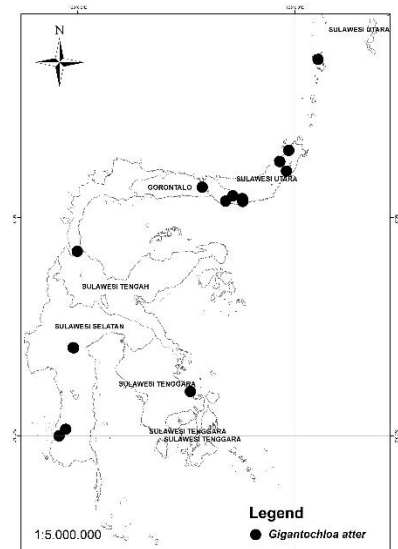 SULAWESI UTARA
N
SULAWESI UTARA
GORONTALO
SULAWESI TENGAH
SULAWESI SELATAN
SULAWESI TENGGARA
SULAWESI TENGGARA
SULAWESI TENGGARA
Legend
Gigantochloa atter
1:5.000.000